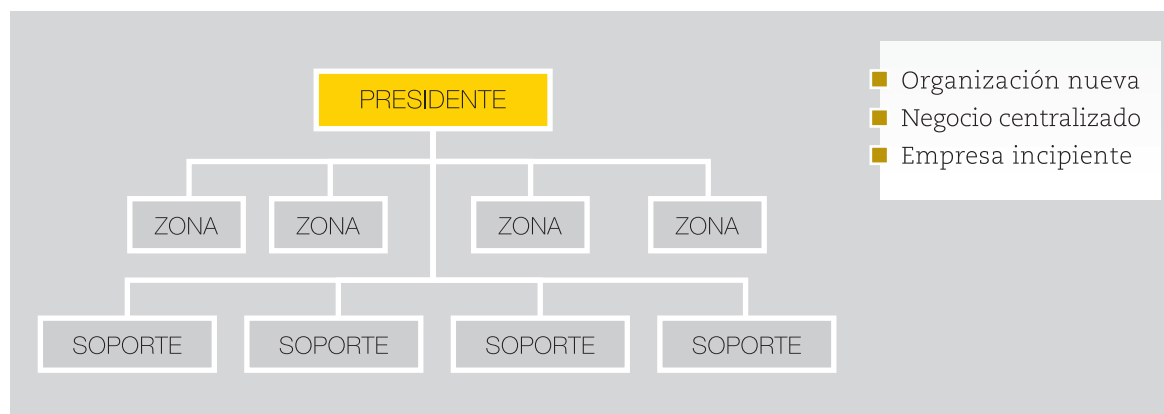 PRESIDENTE
Organización nueva
Negocio centralizado
Empresa incipiente
ZONA
ZONA
ZONA
ZONA
SOPORTE
SOPORTE
SOPORTE
SOPORTE